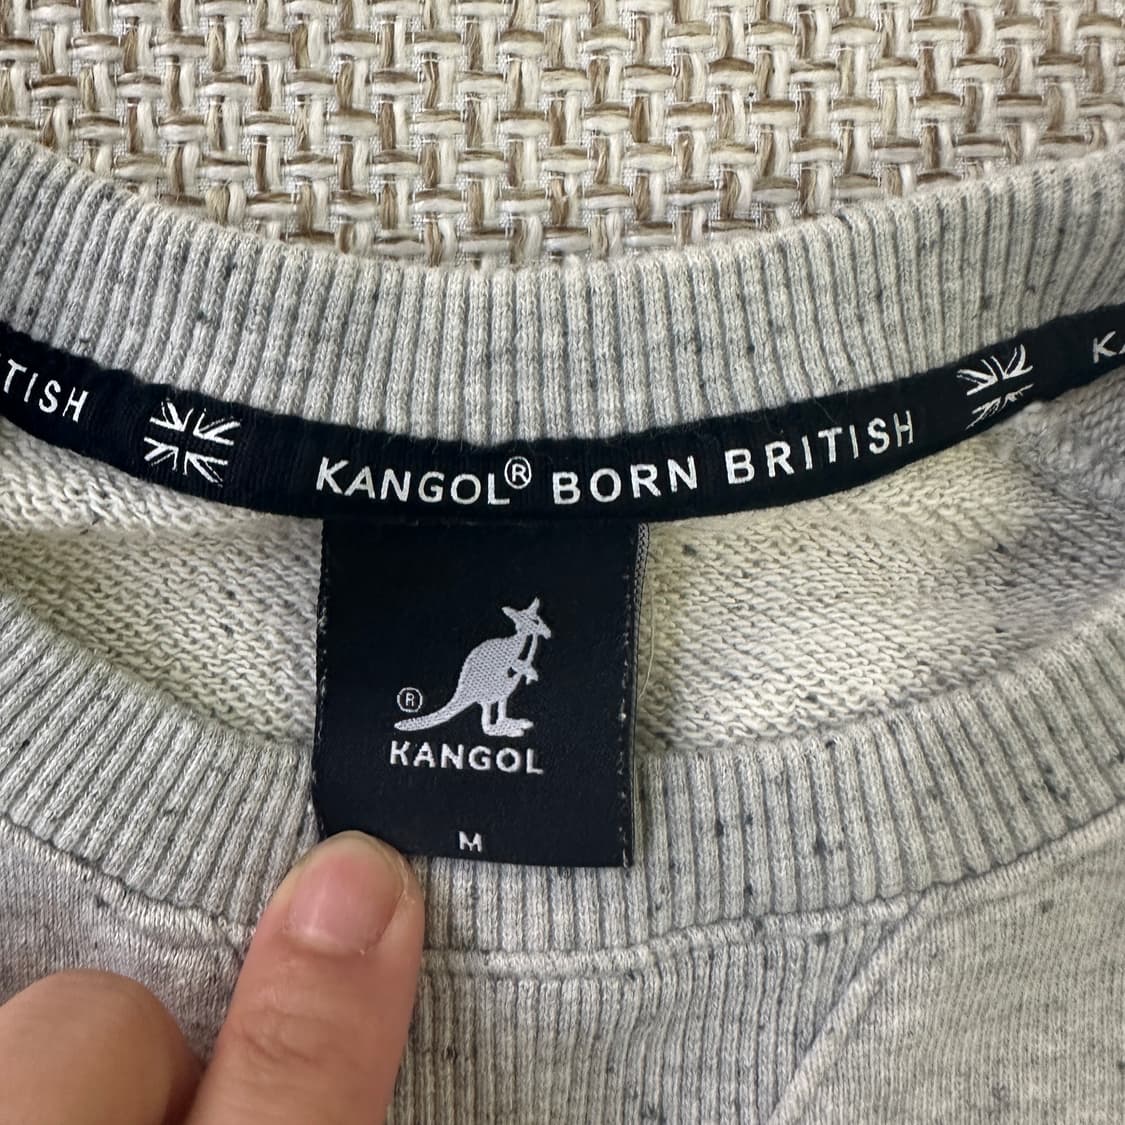 TISH KANGOL® BORN BRITISH KA
®
KANGOL
M